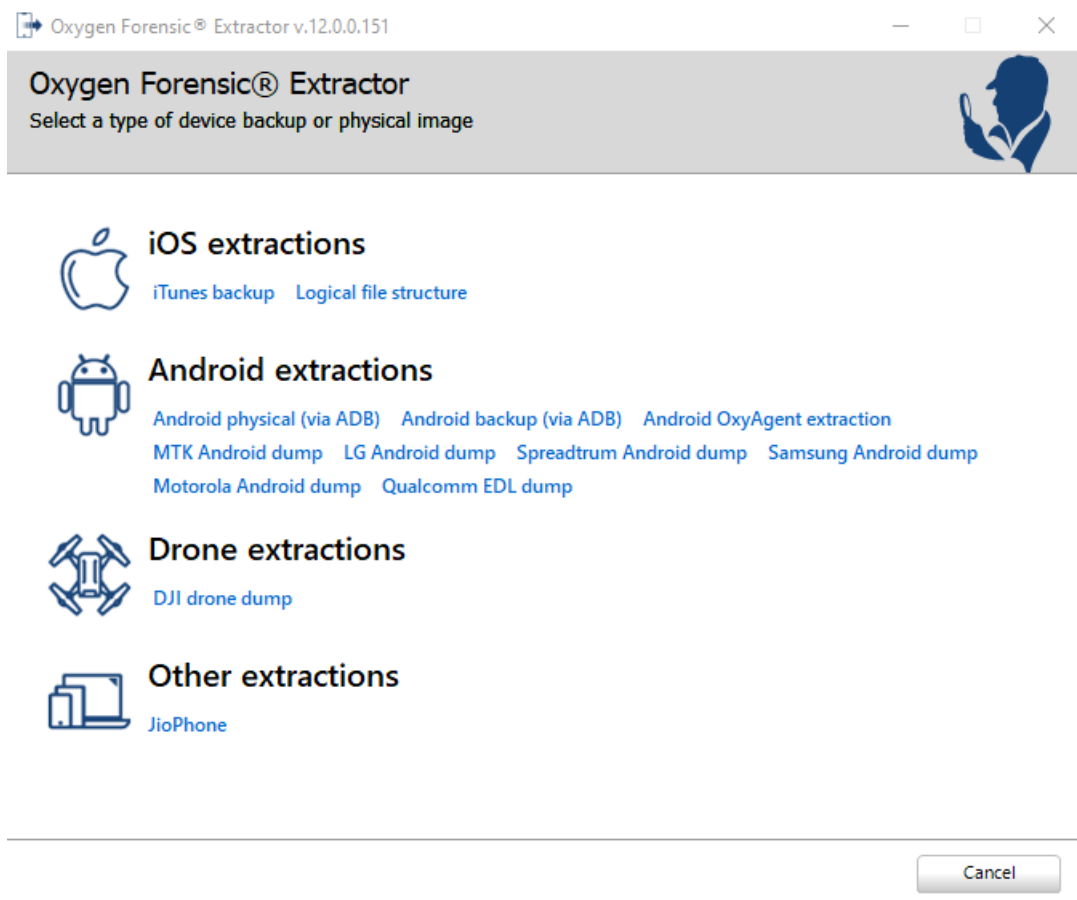 Oxygen Forensic® Extractor v.12.0.0.151
Oxygen Forensic® Extractor
Select a type of device backup or physical image
iOS extractions
iTunes backup Logical file structure
Android extractions
Android physical (via ADB) Android backup (via ADB) Android OxyAgent extraction
MTK Android dump LG Android dump Spreadtrum Android dump Samsung Android dump
Motorola Android dump Qualcomm EDL dump
Drone extractions
DJI drone dump
Other extractions
JioPhone
Cancel